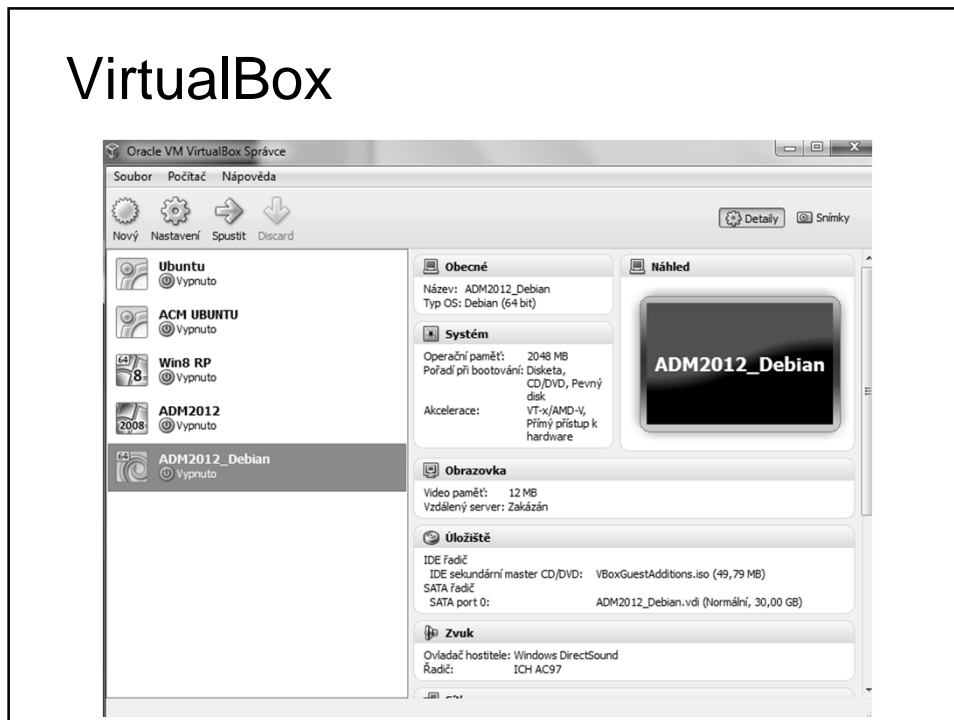 VirtualBox
Oracle VM VirtualBox Správce
Soubor Počítač Nápověda
Nový Nastavení Spustit Discard
Detaily Snímky
Ubuntu
Vypnuto
ACM UBUNTU
Vypnuto
64 8
Win8 RP
Vypnuto
2008
ADM2012
Vypnuto
64
ADM2012_Debian
Vypnuto
Obecné
Název: ADM2012_Debian
Typ OS: Debian (64 bit)
Systém
Operační paměť: 2048 MB
Pořadí při bootování: Disketa,
CD/DVD, Pevný
disk
Akcelerace: VT-x/AMD-V,
Přímý přístup k
hardware
Náhled
ADM2012_Debian
Obrazovka
Video paměť: 12 MB
Vzdálený server: Zakázán
Úložiště
IDE řadič
IDE sekundární master CD/DVD: VBoxGuestAdditions.iso (49,79 MB)
SATA řadič
SATA port 0: ADM2012_Debian.vdi (Normální, 30,00 GB)
Zvuk
Ovladač hostitele: Windows DirectSound
Řadič: ICH AC97